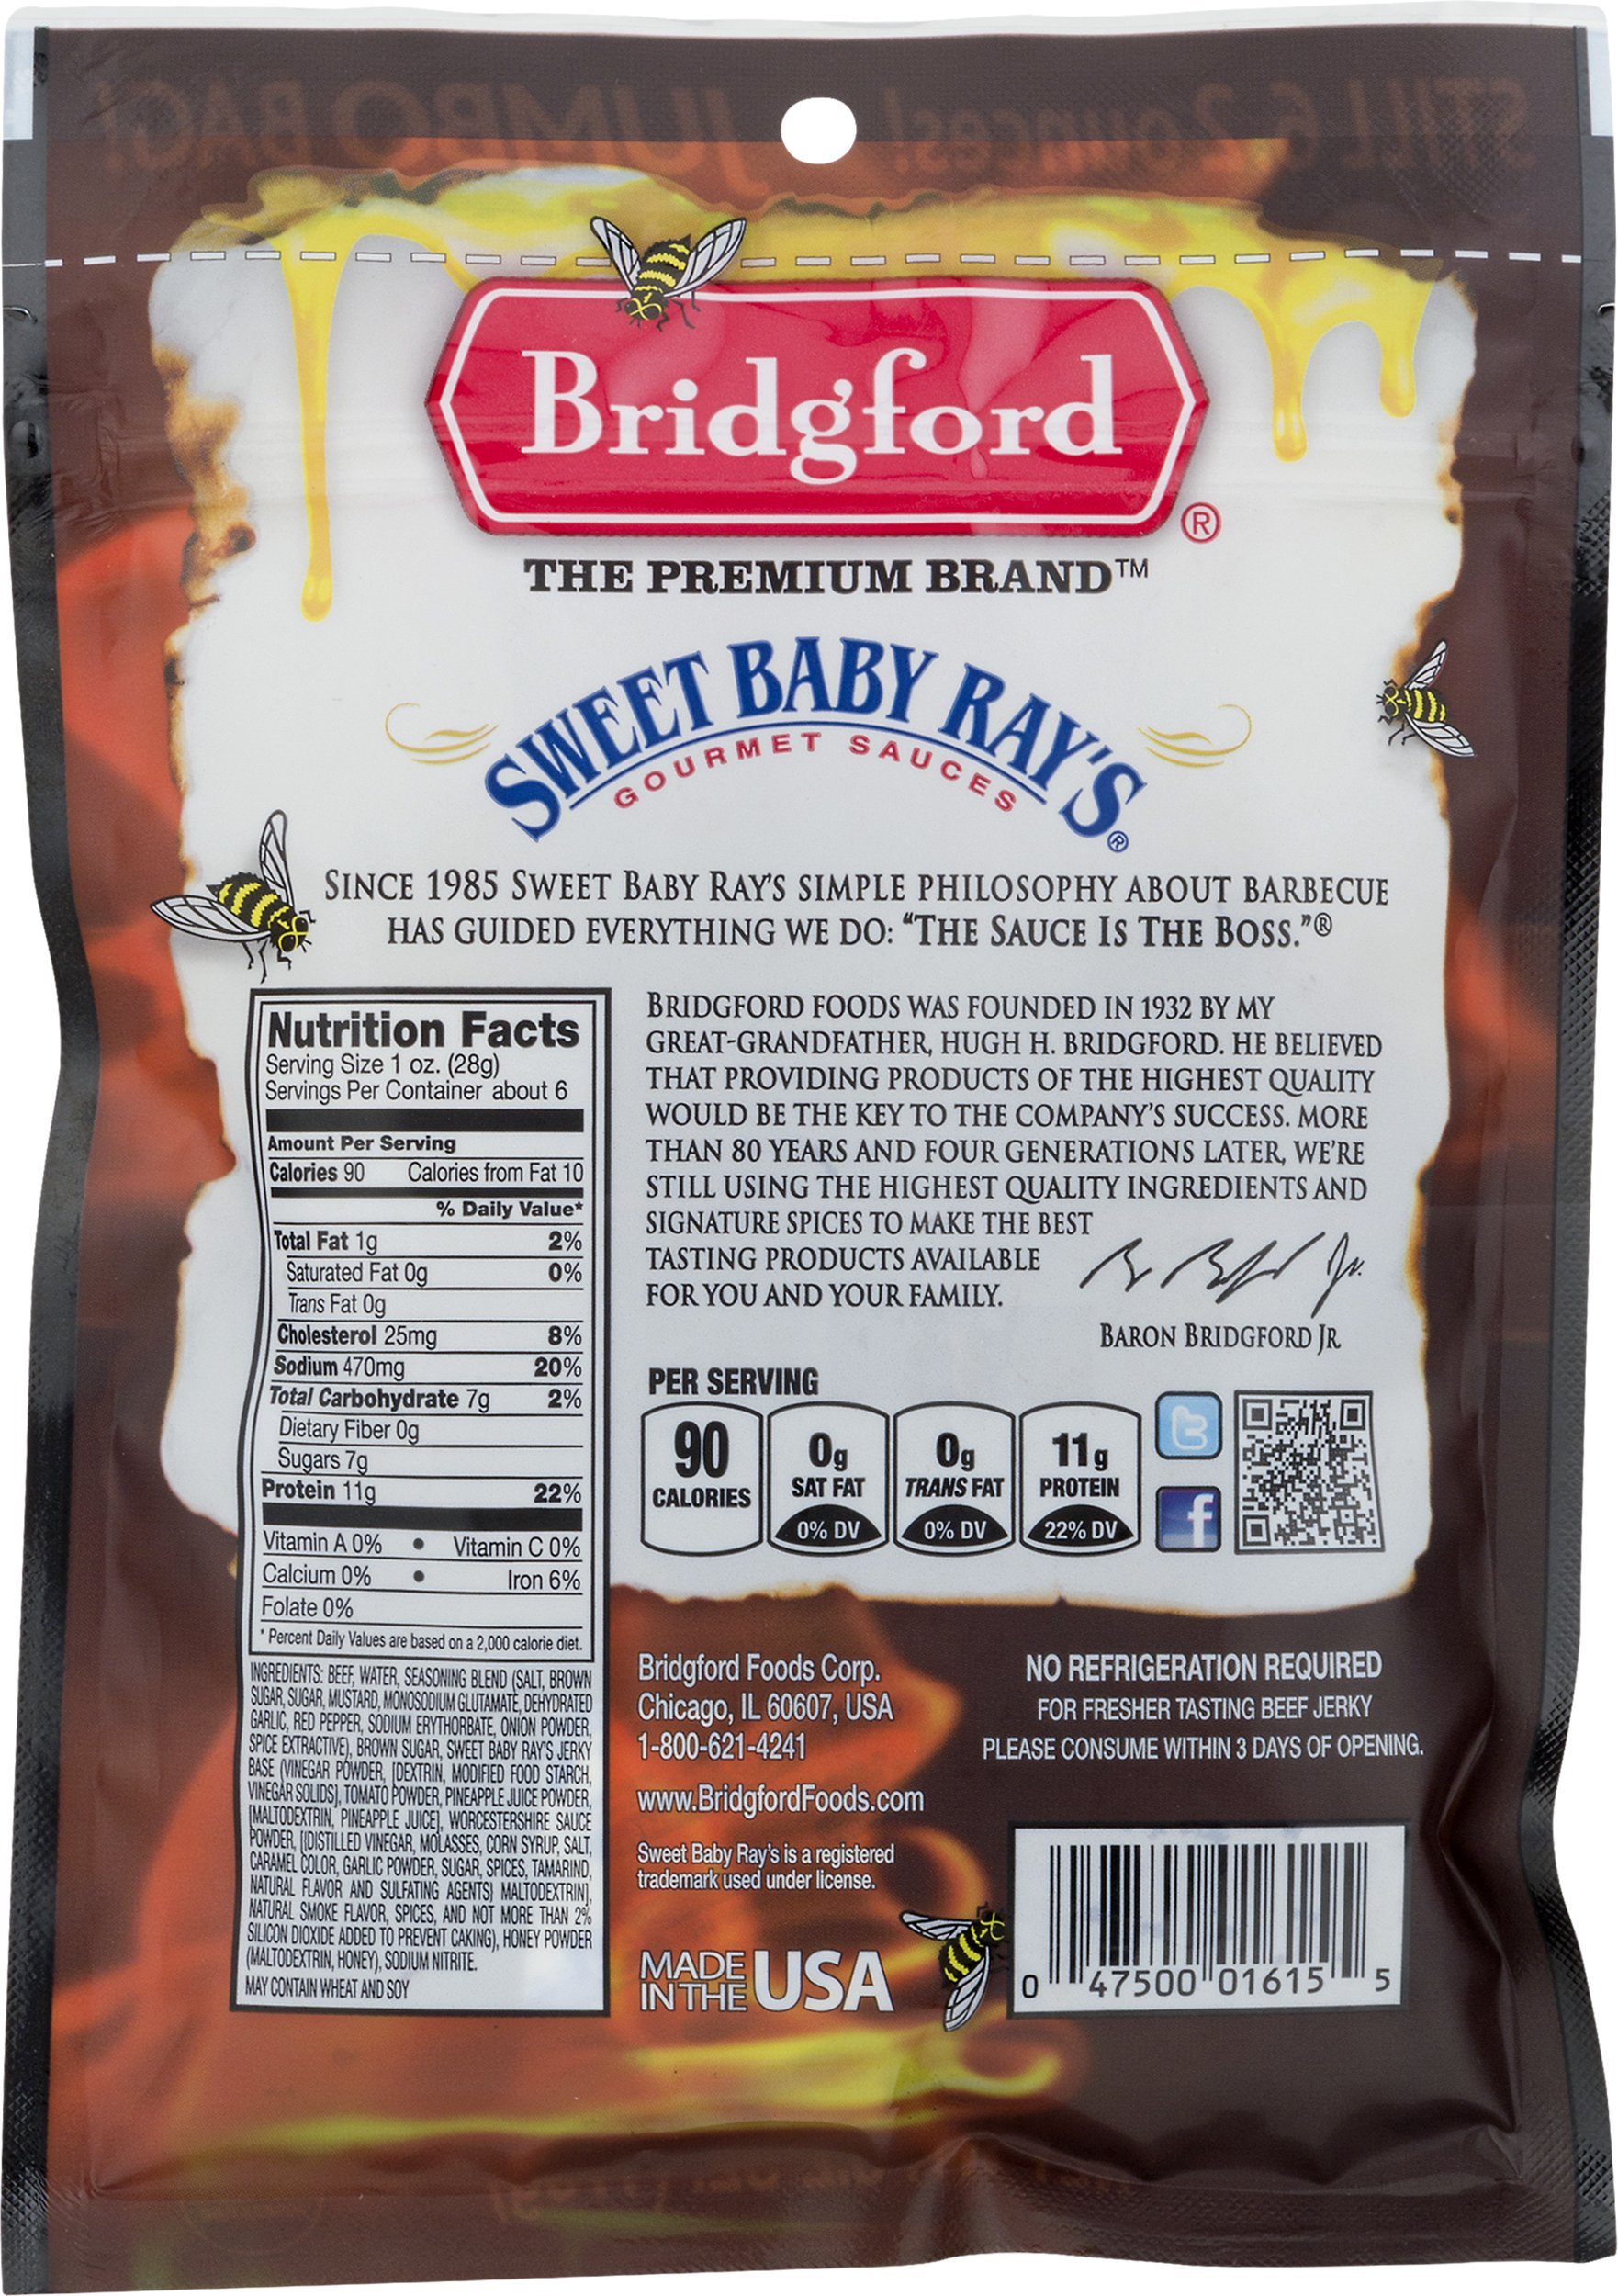 STILL 6.2 ounces! JUMBO BAG!
Bridgford
®
THE PREMIUM BRAND™
SWEET BABY RAY'S®
GOURMET SAUCES
SINCE 1985 SWEET BABY RAY'S SIMPLE PHILOSOPHY ABOUT BARBECUE
HAS GUIDED EVERYTHING WE DO: “THE SAUCE IS THE BOSS.”®
Nutrition Facts
Serving Size 1 oz. (28g)
Servings Per Container about 6
Amount Per Serving
Calories 90 Calories from Fat 10
% Daily Value*
Total Fat 1g 2%
Saturated Fat 0g 0%
Trans Fat 0g
Cholesterol 25mg 8%
Sodium 470mg 20%
Total Carbohydrate 7g 2%
Dietary Fiber 0g
Sugars 7g
Protein 11g 22%
Vitamin A 0% • Vitamin C 0%
Calcium 0% • Iron 6%
Folate 0%
* Percent Daily Values are based on a 2,000 calorie diet.
INGREDIENTS: BEEF, WATER, SEASONING BLEND (SALT, BROWN
SUGAR, SUGAR, MUSTARD, MONOSODIUM GLUTAMATE, DEHYDRATED
GARLIC, RED PEPPER, SODIUM ERYTHORBATE, ONION POWDER,
SPICE EXTRACTIVE), BROWN SUGAR, SWEET BABY RAY'S JERKY
BASE (VINEGAR POWDER, [DEXTRIN, MODIFIED FOOD STARCH,
VINEGAR SOLIDS], TOMATO POWDER, PINEAPPLE JUICE POWDER,
[MALTODEXTRIN, PINEAPPLE JUICE], WORCESTERSHIRE SAUCE
POWDER, [(DISTILLED VINEGAR, MOLASSES, CORN SYRUP, SALT,
CARAMEL COLOR, GARLIC POWDER, SUGAR, SPICES, TAMARIND,
NATURAL FLAVOR AND SULFATING AGENTS) MALTODEXTRIN],
NATURAL SMOKE FLAVOR, SPICES, AND NOT MORE THAN 2%
SILICON DIOXIDE ADDED TO PREVENT CAKING), HONEY POWDER
(MALTODEXTRIN, HONEY), SODIUM NITRITE.
MAY CONTAIN WHEAT AND SOY
BRIDGFORD FOODS WAS FOUNDED IN 1932 BY MY
GREAT-GRANDFATHER, HUGH H. BRIDGFORD. HE BELIEVED
THAT PROVIDING PRODUCTS OF THE HIGHEST QUALITY
WOULD BE THE KEY TO THE COMPANY'S SUCCESS. MORE
THAN 80 YEARS AND FOUR GENERATIONS LATER, WE'RE
STILL USING THE HIGHEST QUALITY INGREDIENTS AND
SIGNATURE SPICES TO MAKE THE BEST
TASTING PRODUCTS AVAILABLE
FOR YOU AND YOUR FAMILY.
BARON BRIDGFORD JR.
PER SERVING
90 CALORIES
0g SAT FAT 0% DV
0g TRANS FAT 0% DV
11g PROTEIN 22% DV
t
f
Bridgford Foods Corp.
Chicago, IL 60607, USA
1-800-621-4241
www.BridgfordFoods.com
Sweet Baby Ray's is a registered
trademark used under license.
MADE
IN THE USA
NO REFRIGERATION REQUIRED
FOR FRESHER TASTING BEEF JERKY
PLEASE CONSUME WITHIN 3 DAYS OF OPENING.
0 47500 01615 5